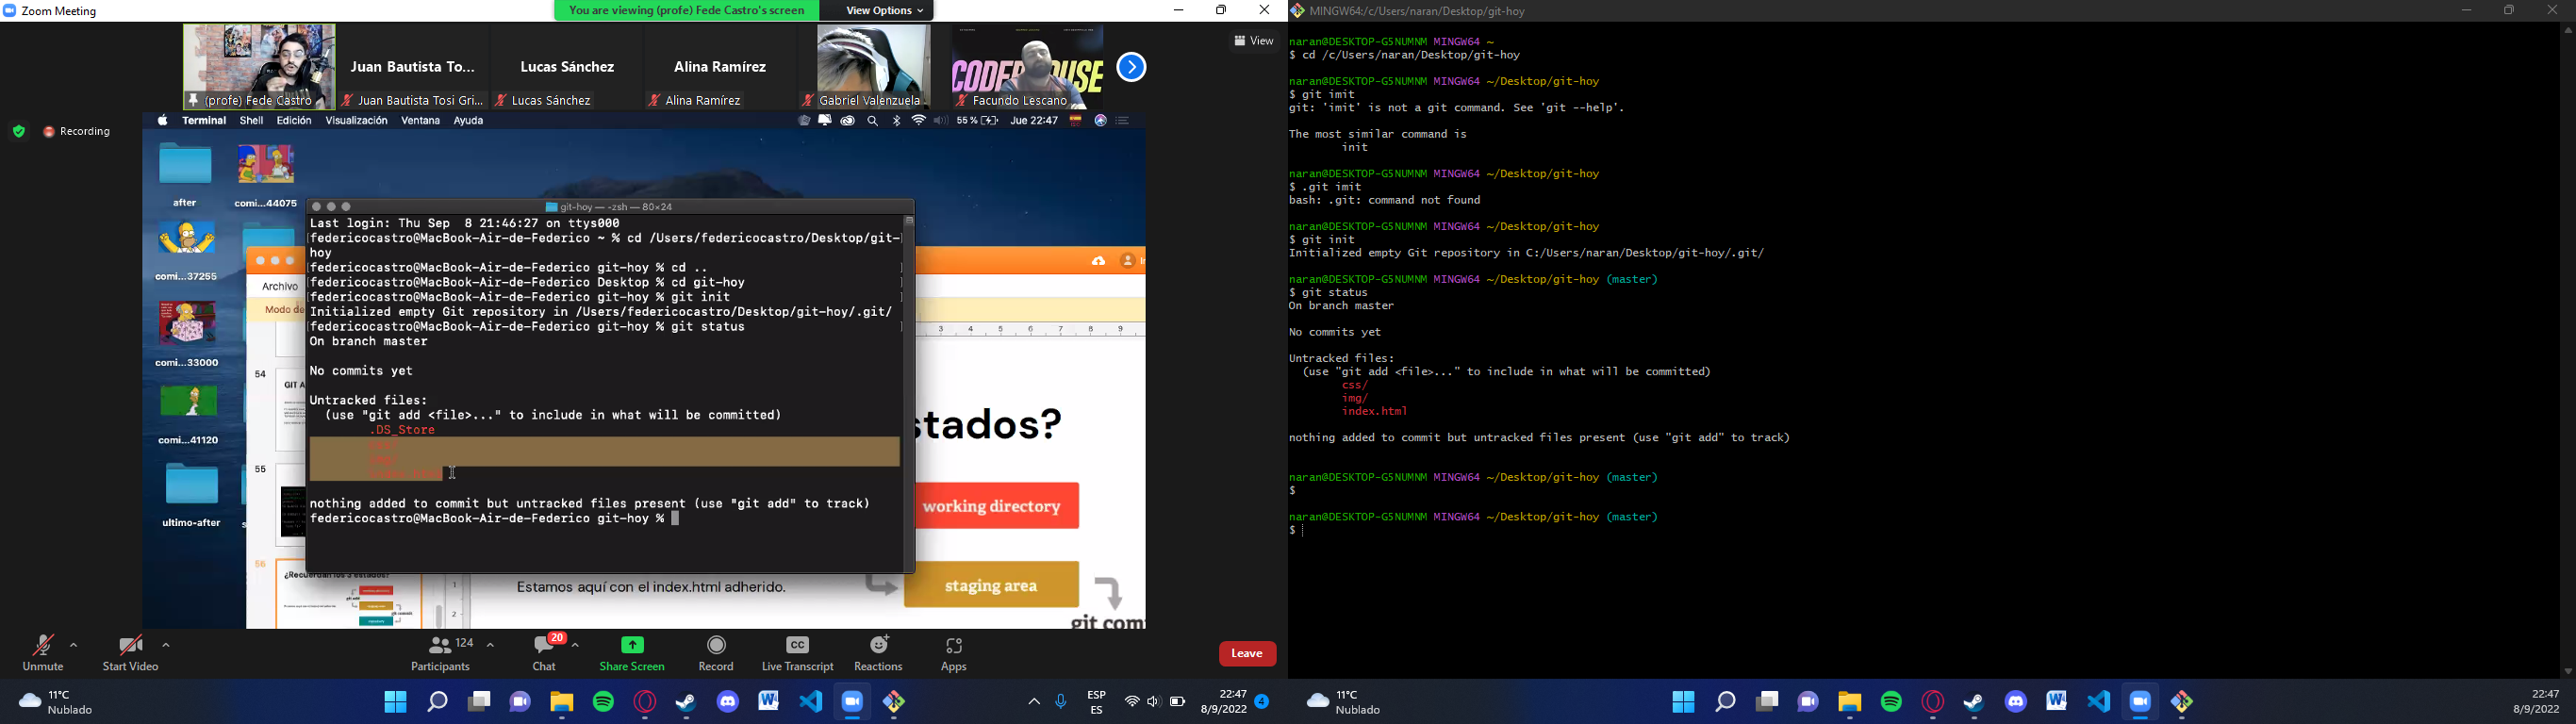 Zoom Meeting
You are viewing (profe) Fede Castro's screen
View Options
View
(profe) Fede Castro
Juan Bautista To...
Juan Bautista Tosi Gri...
Lucas Sánchez
Lucas Sánchez
Alina Ramírez
Alina Ramírez
Gabriel Valenzuela
CODERHOUSE
Facundo Lescano
Recording
Terminal Shell Edición Visualización Ventana Ayuda
55 % Jue 22:47
after
comi...44075
comi...37255
comi...33000
comi...41120
ultimo-after
Archivo
Modo de
git-hoy — -zsh — 80×24
Last login: Thu Sep  8 21:46:27 on ttys000
federicocastro@MacBook-Air-de-Federico ~ % cd /Users/federicocastro/Desktop/git-
hoy
federicocastro@MacBook-Air-de-Federico git-hoy % cd ..
federicocastro@MacBook-Air-de-Federico Desktop % cd git-hoy
federicocastro@MacBook-Air-de-Federico git-hoy % git init
Initialized empty Git repository in /Users/federicocastro/Desktop/git-hoy/.git/
federicocastro@MacBook-Air-de-Federico git-hoy % git status
On branch master
No commits yet
Untracked files:
(use "git add <file>..." to include in what will be committed)
.DS_Store
nothing added to commit but untracked files present (use "git add" to track)
federicocastro@MacBook-Air-de-Federico git-hoy %
3 4 5 6 7 8 9
54
GIT A
55
56
¿Recuerdan los 3 estados?
1
2
stados?
working directory
Estamos aquí con el index.html adherido.
staging area
git com
Unmute
Start Video
124
Participants
20
Chat
Share Screen
Record
CC
Live Transcript
Reactions
Apps
Leave
11°C
Nublado
ESP
ES
22:47
8/9/2022
4
MINGW64:/c/Users/naran/Desktop/git-hoy
naran@DESKTOP-G5NUMNM MINGW64 ~
$ cd /c/Users/naran/Desktop/git-hoy
naran@DESKTOP-G5NUMNM MINGW64 ~/Desktop/git-hoy
$ git imit
git: 'imit' is not a git command. See 'git --help'.
The most similar command is
init
naran@DESKTOP-G5NUMNM MINGW64 ~/Desktop/git-hoy
$ .git imit
bash: .git: command not found
naran@DESKTOP-G5NUMNM MINGW64 ~/Desktop/git-hoy
$ git init
Initialized empty Git repository in C:/Users/naran/Desktop/git-hoy/.git/
naran@DESKTOP-G5NUMNM MINGW64 ~/Desktop/git-hoy (master)
$ git status
On branch master
No commits yet
Untracked files:
(use "git add <file>..." to include in what will be committed)
css/
img/
index.html
nothing added to commit but untracked files present (use "git add" to track)
naran@DESKTOP-G5NUMNM MINGW64 ~/Desktop/git-hoy (master)
$
naran@DESKTOP-G5NUMNM MINGW64 ~/Desktop/git-hoy (master)
$
11°C
Nublado
22:47
8/9/2022